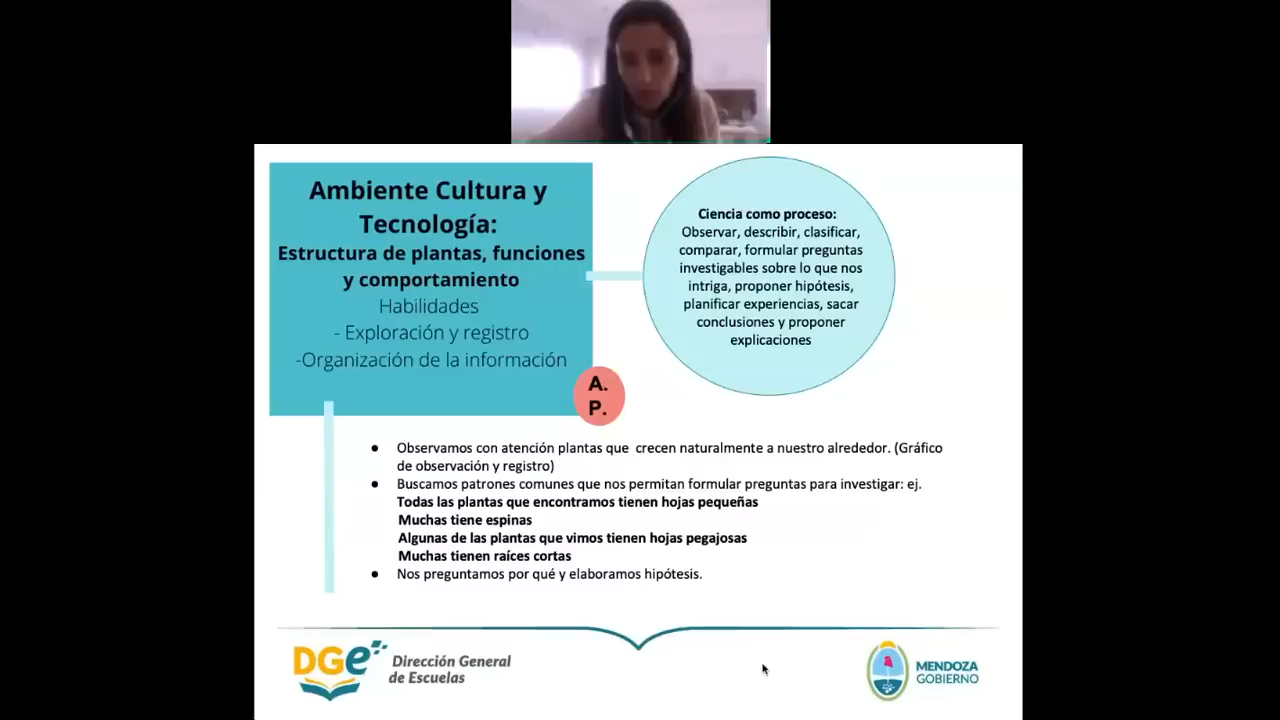 Ambiente Cultura y
Tecnología:
Estructura de plantas, funciones
y comportamiento
Habilidades
- Exploración y registro
-Organización de la información
A.
P.
Ciencia como proceso:
Observar, describir, clasificar,
comparar, formular preguntas
investigables sobre lo que nos
intriga, proponer hipótesis,
planificar experiencias, sacar
conclusiones y proponer
explicaciones
● Observamos con atención plantas que crecen naturalmente a nuestro alrededor. (Gráfico
de observación y registro)
● Buscamos patrones comunes que nos permitan formular preguntas para investigar: ej.
Todas las plantas que encontramos tienen hojas pequeñas
Muchas tiene espinas
Algunas de las plantas que vimos tienen hojas pegajosas
Muchas tienen raíces cortas
● Nos preguntamos por qué y elaboramos hipótesis.
DGe
Dirección General
de Escuelas
MENDOZA
GOBIERNO